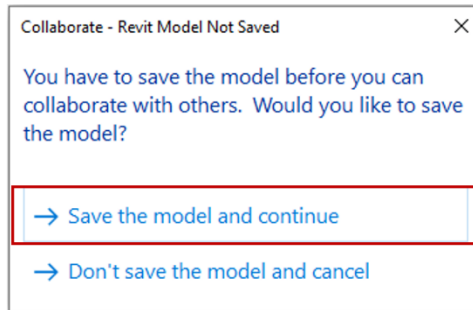 Collaborate - Revit Model Not Saved
You have to save the model before you can
collaborate with others. Would you like to save
the model?
Save the model and continue
Don't save the model and cancel